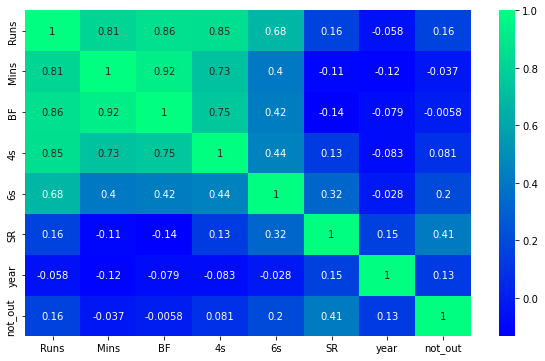 Runs 1 0.81 0.86 0.85 0.68 0.16 -0.058 0.16
Mins 0.81 1 0.92 0.73 0.4 -0.11 -0.12 -0.037
BF 0.86 0.92 1 0.75 0.42 -0.14 -0.079 -0.0058
4s 0.85 0.73 0.75 1 0.44 0.13 -0.083 0.081
6s 0.68 0.4 0.42 0.44 1 0.32 -0.028 0.2
SR 0.16 -0.11 -0.14 0.13 0.32 1 0.15 0.41
year -0.058 -0.12 -0.079 -0.083 -0.028 0.15 1 0.13
not_out 0.16 -0.037 -0.0058 0.081 0.2 0.41 0.13 1
Runs Mins BF 4s 6s SR year not_out
1.0
0.8
0.6
0.4
0.2
0.0